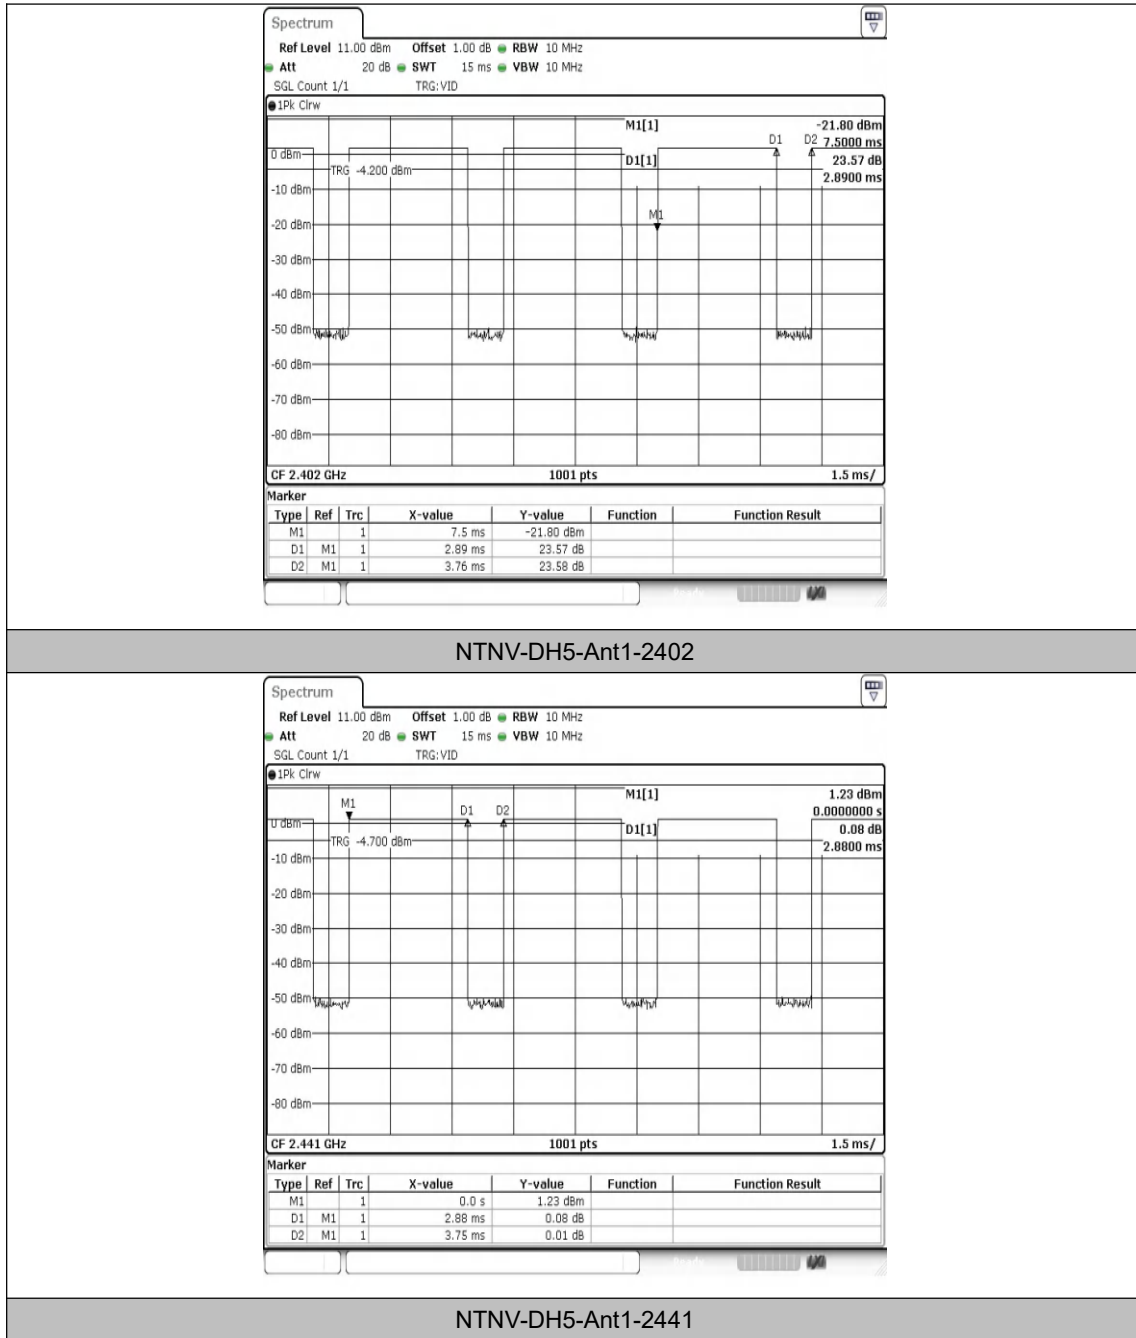 Spectrum
Ref Level 11.00 dBm Offset 1.00 dB RBW 10 MHz
Att 20 dB SWT 15 ms VBW 10 MHz
SGL Count 1/1 TRG:VID
1Pk Clrw
M1[1] -21.80 dBm
7.5000 ms
D1 D2
0 dBm
D1[1] 23.57 dB
2.8900 ms
TRG -4.200 dBm
-10 dBm
M1
-20 dBm
-30 dBm
-40 dBm
-50 dBm
-60 dBm
-70 dBm
-80 dBm
CF 2.402 GHz 1001 pts 1.5 ms/
Marker
Type Ref Trc X-value Y-value Function Function Result
M1 1 7.5 ms -21.80 dBm
D1 M1 1 2.89 ms 23.57 dB
D2 M1 1 3.76 ms 23.58 dB
Ready
NTNV-DH5-Ant1-2402
Spectrum
Ref Level 11.00 dBm Offset 1.00 dB RBW 10 MHz
Att 20 dB SWT 15 ms VBW 10 MHz
SGL Count 1/1 TRG:VID
1Pk Clrw
M1[1] 1.23 dBm
0.0000000 s
M1 D1 D2
0 dBm
D1[1] 0.08 dB
2.8800 ms
TRG -4.700 dBm
-10 dBm
-20 dBm
-30 dBm
-40 dBm
-50 dBm
-60 dBm
-70 dBm
-80 dBm
CF 2.441 GHz 1001 pts 1.5 ms/
Marker
Type Ref Trc X-value Y-value Function Function Result
M1 1 0.0 s 1.23 dBm
D1 M1 1 2.88 ms 0.08 dB
D2 M1 1 3.75 ms 0.01 dB
Ready
NTNV-DH5-Ant1-2441